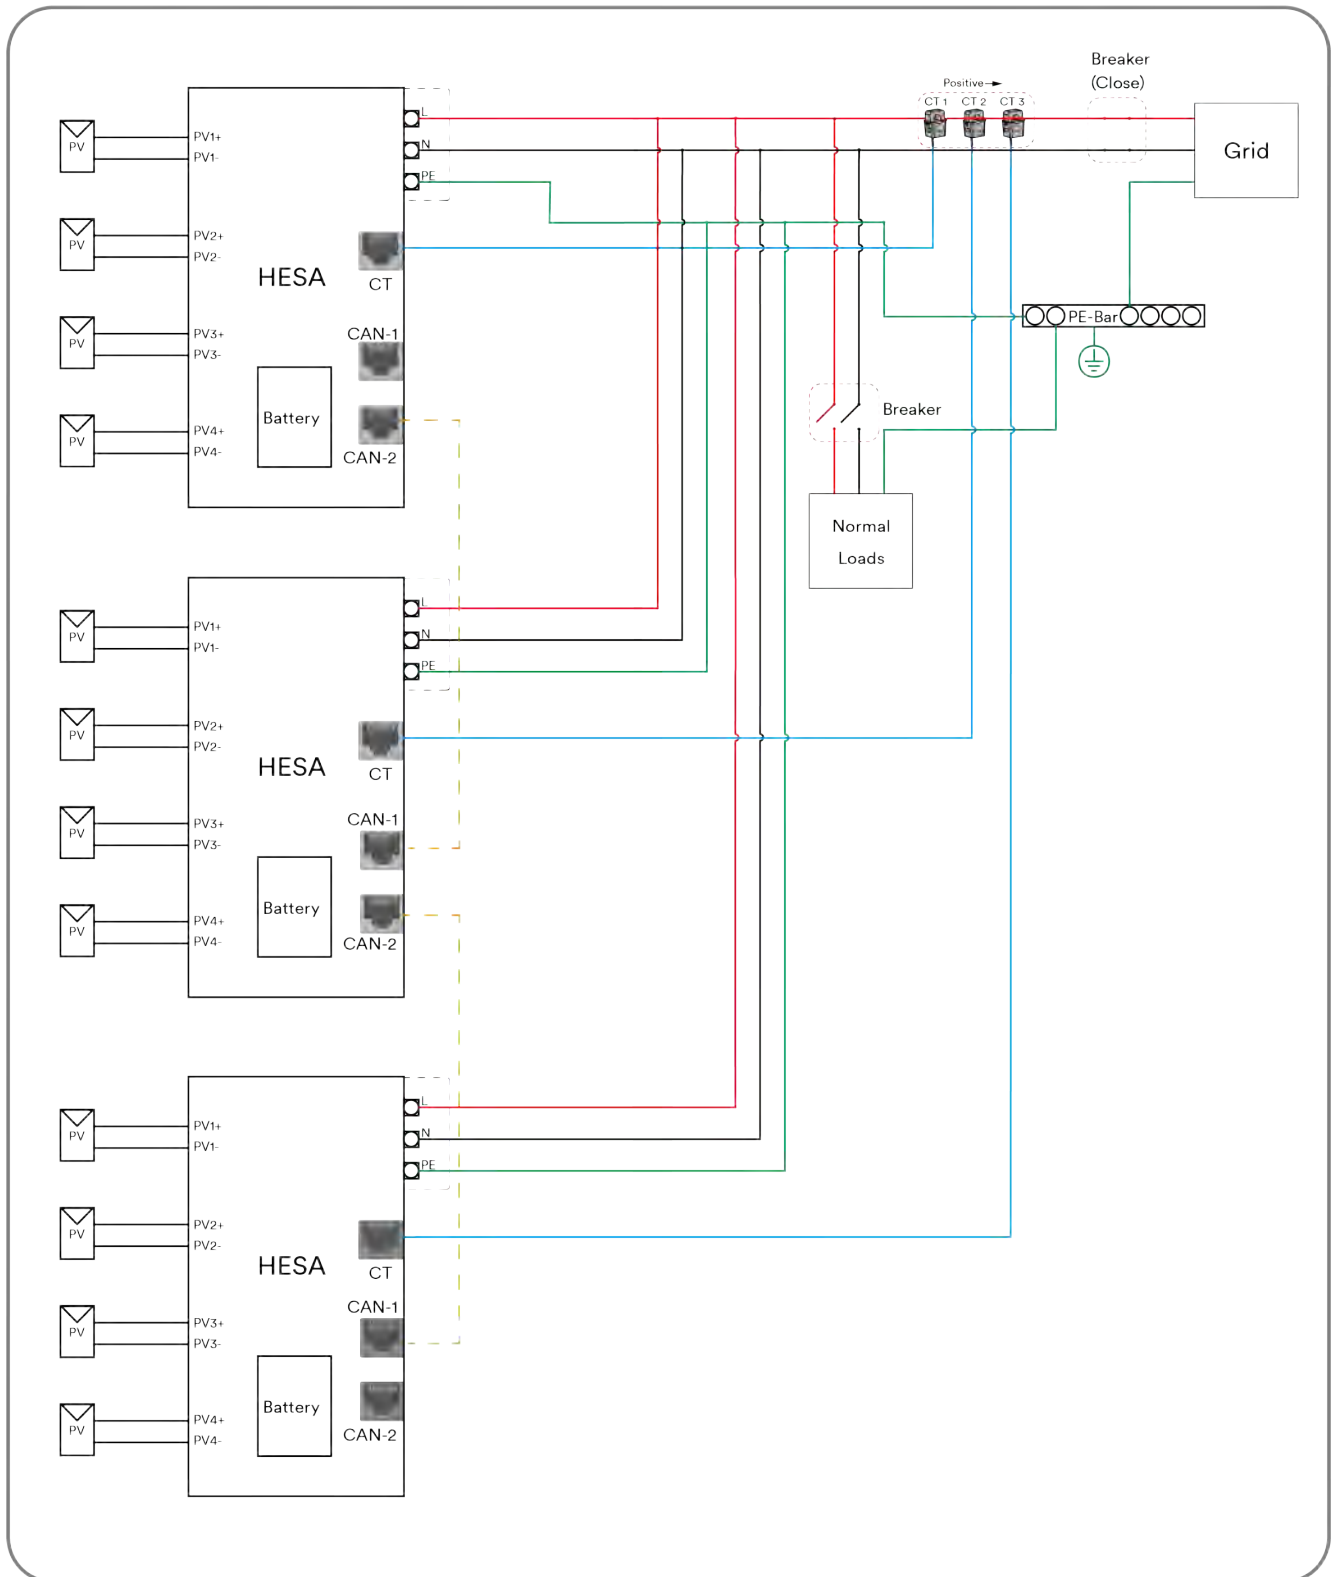 Breaker
(Close)
Positive
CT 1 CT 2 CT 3
Grid
L
N
PE
PV
PV1+
PV1-
PV
PV2+
PV2-
HESA
CT
PV
PV3+
PV3-
CAN-1
PE-Bar
Battery
Breaker
PV
PV4+
PV4-
CAN-2
Normal
Loads
L
N
PE
PV
PV1+
PV1-
PV
PV2+
PV2-
HESA
CT
PV
PV3+
PV3-
CAN-1
Battery
PV
PV4+
PV4-
CAN-2
L
N
PE
PV
PV1+
PV1-
PV
PV2+
PV2-
HESA
CT
PV
PV3+
PV3-
CAN-1
Battery
PV
PV4+
PV4-
CAN-2